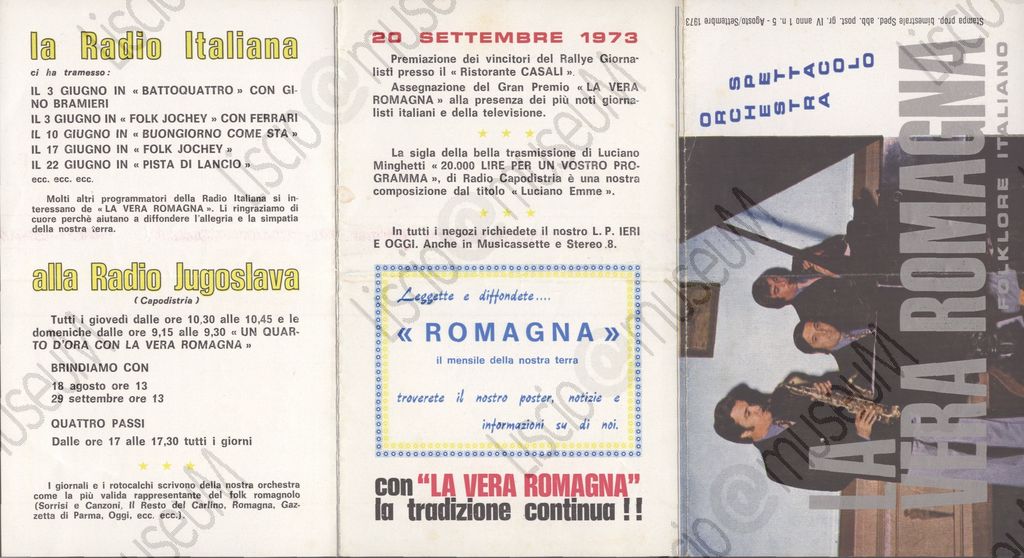 la Radio Italiana
ci ha tramesso:
IL 3 GIUGNO IN « BATTOQUATTRO » CON GI-
NO BRAMIERI
IL 3 GIUGNO IN « FOLK JOCHEY » CON FERRARI
IL 10 GIUGNO IN « BUONGIORNO COME STA »
IL 17 GIUGNO IN « FOLK JOCHEY »
IL 22 GIUGNO IN « PISTA DI LANCIO »
ecc. ecc. ecc.
Molti altri programmatori della Radio Italiana si in-
teressano de « LA VERA ROMAGNA ». Li ringraziamo di
cuore perchè aiutano a diffondere l'allegria e la simpatia
della nostra terra.
alla Radio Jugoslava
(Capodistria)
Tutti i giovedì dalle ore 10,30 alle 10,45 e le
domeniche dalle ore 9,15 alle 9,30 « UN QUAR-
TO D'ORA CON LA VERA ROMAGNA »
BRINDIAMO CON
18 agosto ore 13
29 settembre ore 13
QUATTRO PASSI
Dalle ore 17 alle 17,30 tutti i giorni
I giornali e i rotocalchi scrivono della nostra orchestra
come la più valida rappresentante del folk romagnolo
(Sorrisi e Canzoni, Il Resto del Carlino, Romagna, Gaz-
zetta di Parma, Oggi, ecc. ecc.).
20 SETTEMBRE 1973
Premiazione dei vincitori del Rallye Giorna-
listi presso il « Ristorante CASALI ».
Assegnazione del Gran Premio « LA VERA
ROMAGNA » alla presenza dei più noti giorna-
listi italiani e della televisione.
La sigla della bella trasmissione di Luciano
Minghetti « 20.000 LIRE PER UN VOSTRO PRO-
GRAMMA », di Radio Capodistria è una nostra
composizione dal titolo « Luciano Emme ».
In tutti i negozi richiedete il nostro L. P. IERI
E OGGI. Anche in Musicassette e Stereo 8.
Leggette e diffondete....
« ROMAGNA »
il mensile della nostra terra
troverete il nostro poster, notizie e
informazioni su di noi.
con "LA VERA ROMAGNA"
la tradizione continua !!
Stampa prop. bimestrale Sped. abb. post. gr. IV n. 1 anno 1 - 5 - Agosto/Settembre 1973
ORCHESTRA
SPETTACOLO
LA VERA ROMAGNA
il FOLKLORE ITALIANO
Liscio@museuM